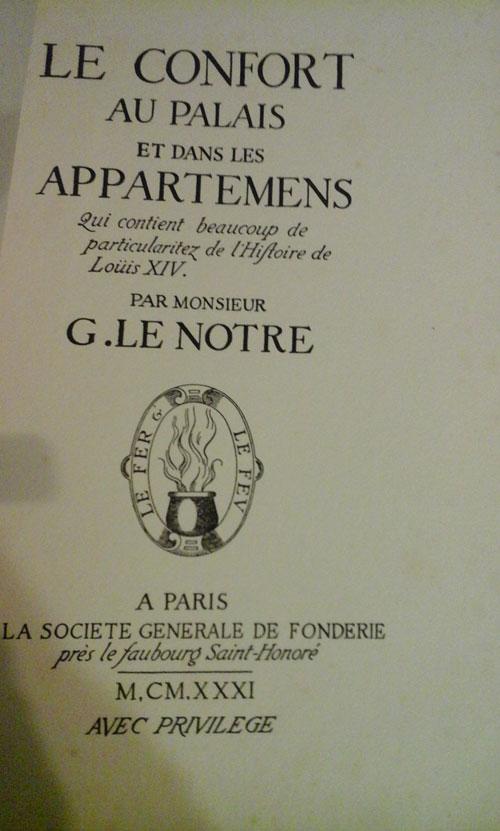 LE CONFORT
AU PALAIS
ET DANS LES
APPARTEMENS
Qui contient beaucoup de
particularitez de l'Hiſtoire de
Loüis XIV.
PAR MONSIEUR
G. LE NOTRE
LE FER &
LE FEV
A PARIS
LA SOCIETE GENERALE DE FONDERIE
près le faubourg Saint-Honoré
M.CM.XXXI
AVEC PRIVILEGE